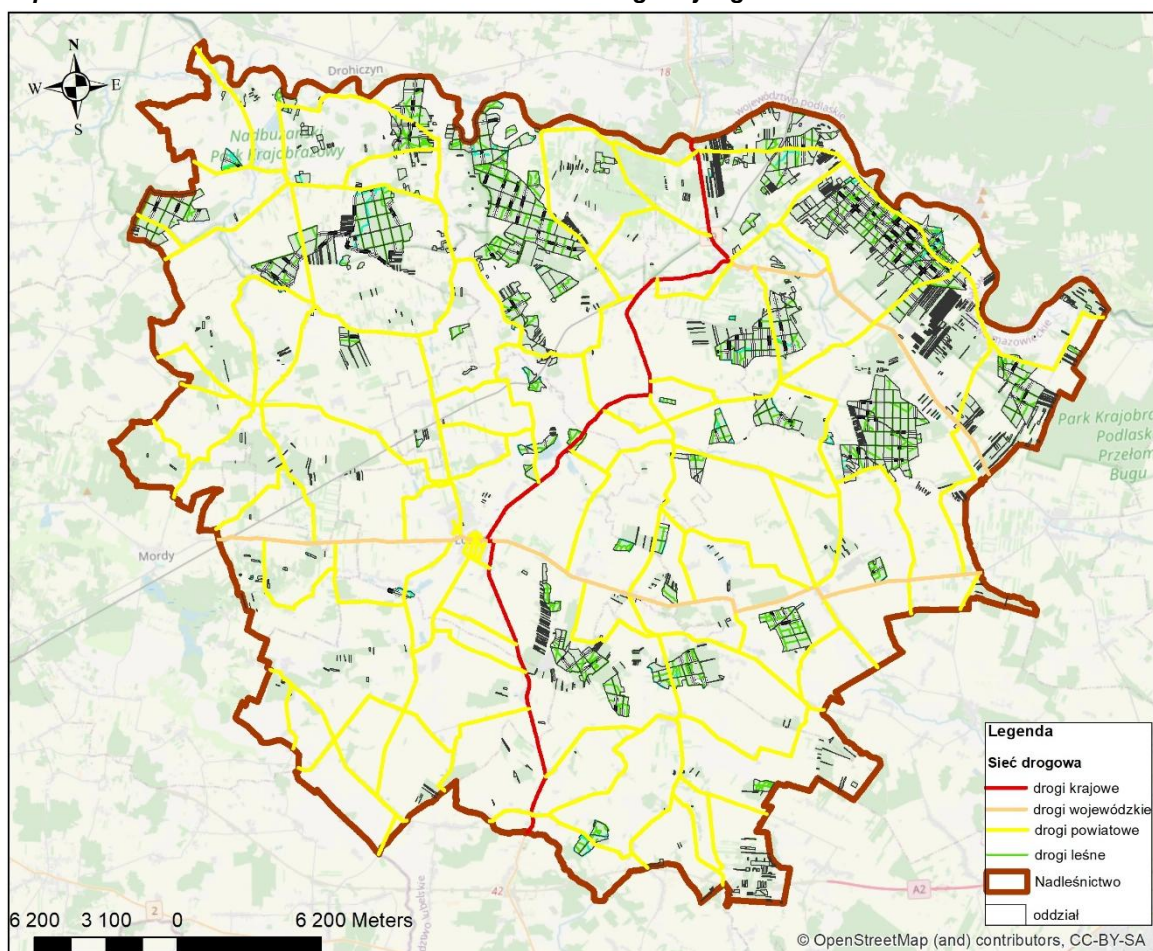 N
W E
S
Drohiczyn
18
województwo podlaskie
Nadbużański
Park Krajobrazowy
mazowieckie
Park Krajobra
Podlask
Przełom
Bugu
Mordy
Legenda
Sieć drogowa
drogi krajowe
drogi wojewódzkie
drogi powiatowe
drogi leśne
Nadleśnictwo
oddział
42
A2
2
6 200 3 100 0 6 200 Meters
© OpenStreetMap (and) contributors, CC-BY-SA